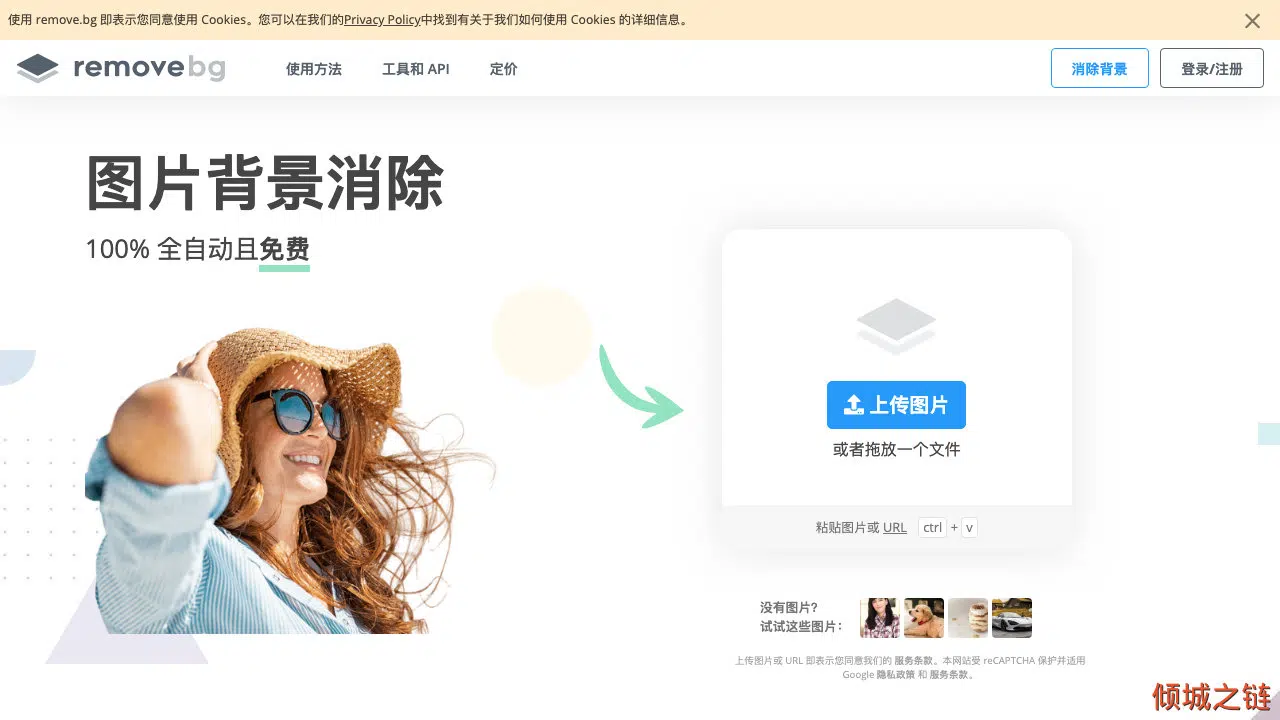 使用 remove.bg 即表示您同意使用 Cookies。您可以在我们的Privacy Policy中找到有关于我们如何使用 Cookies 的详细信息。
removebg
使用方法
工具和 API
定价
消除背景
登录/注册
图片背景消除
100% 全自动且免费
上传图片
或者拖放一个文件
粘贴图片或 URL ctrl + v
没有图片?
试试这些图片：
上传图片或 URL 即表示您同意我们的 服务条款。本网站受 reCAPTCHA 保护并适用
Google 隐私政策 和 服务条款。
倾城之链